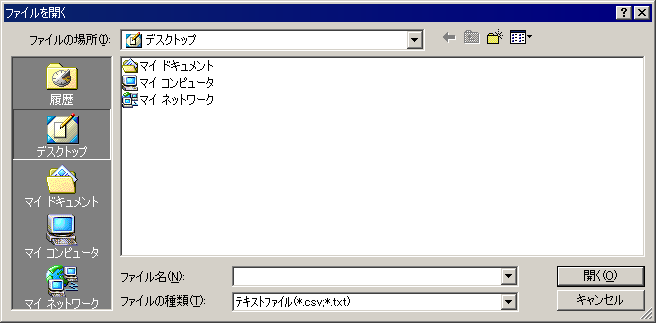 ファイルを開く
ファイルの場所(I): デスクトップ
マイ ドキュメント
マイ コンピュータ
マイ ネットワーク
履歴
デスクトップ
マイ ドキュメント
マイ コンピュータ
マイ ネットワーク
ファイル名(N): 開く(O)
ファイルの種類(T): テキストファイル(*.csv;*.txt) キャンセル